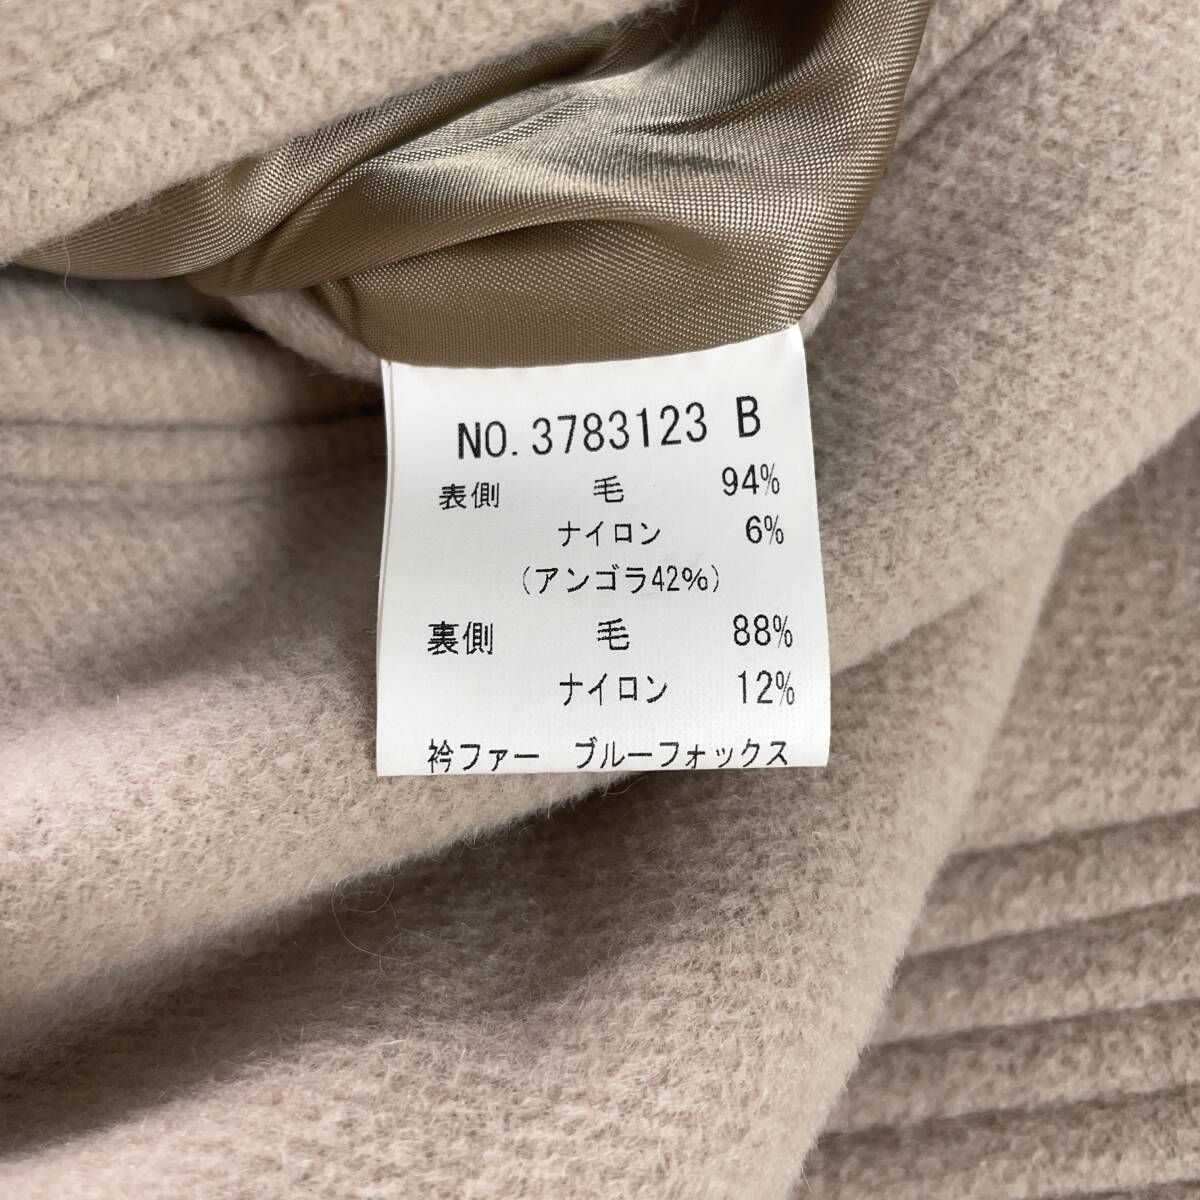 NO.3783123 B
表側 毛 94%
ナイロン 6%
(アンゴラ42%)
裏側 毛 88%
ナイロン 12%
衿ファー ブルーフォックス